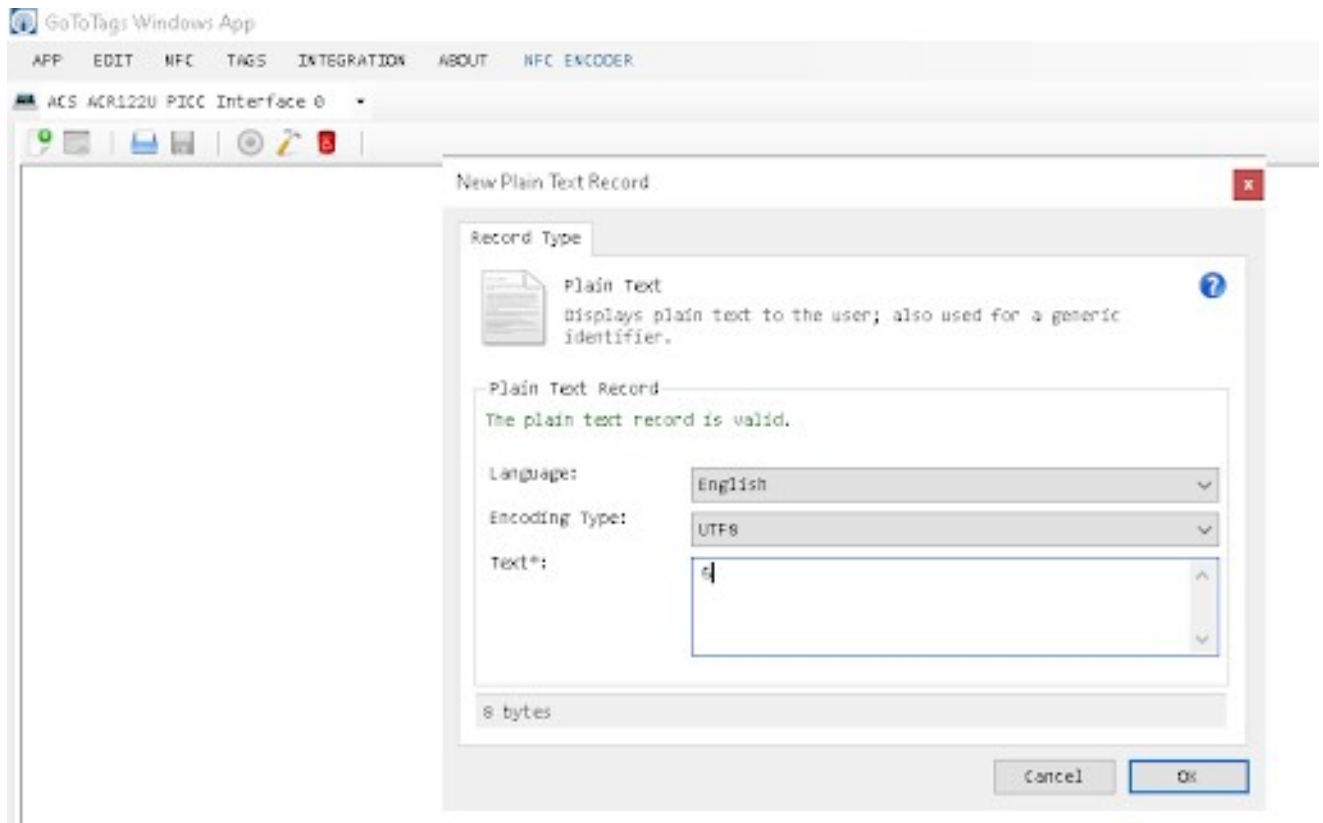 GoToTags Windows App
APP EDIT NFC TAGS INTEGRATION ABOUT NFC ENCODER
ACS ACR122U PICC Interface 0
New Plain Text Record
Record Type
Plain Text
Displays plain text to the user; also used for a generic
identifier.
Plain Text Record
The plain text record is valid.
Language:
English
Encoding Type:
UTF8
Text*:
8 bytes
Cancel OK